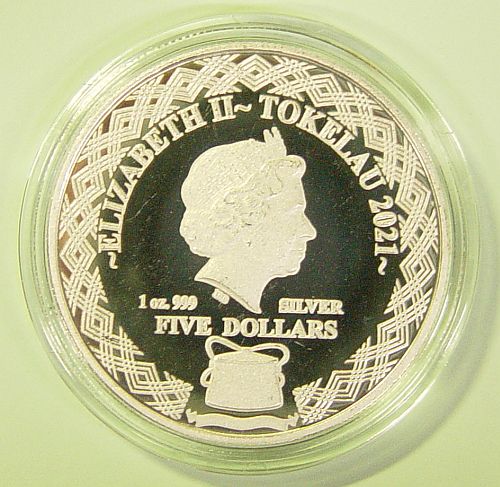 ~ELIZABETH II~ TOKELAU 2021~
1 oz. 999 SILVER
FIVE DOLLARS